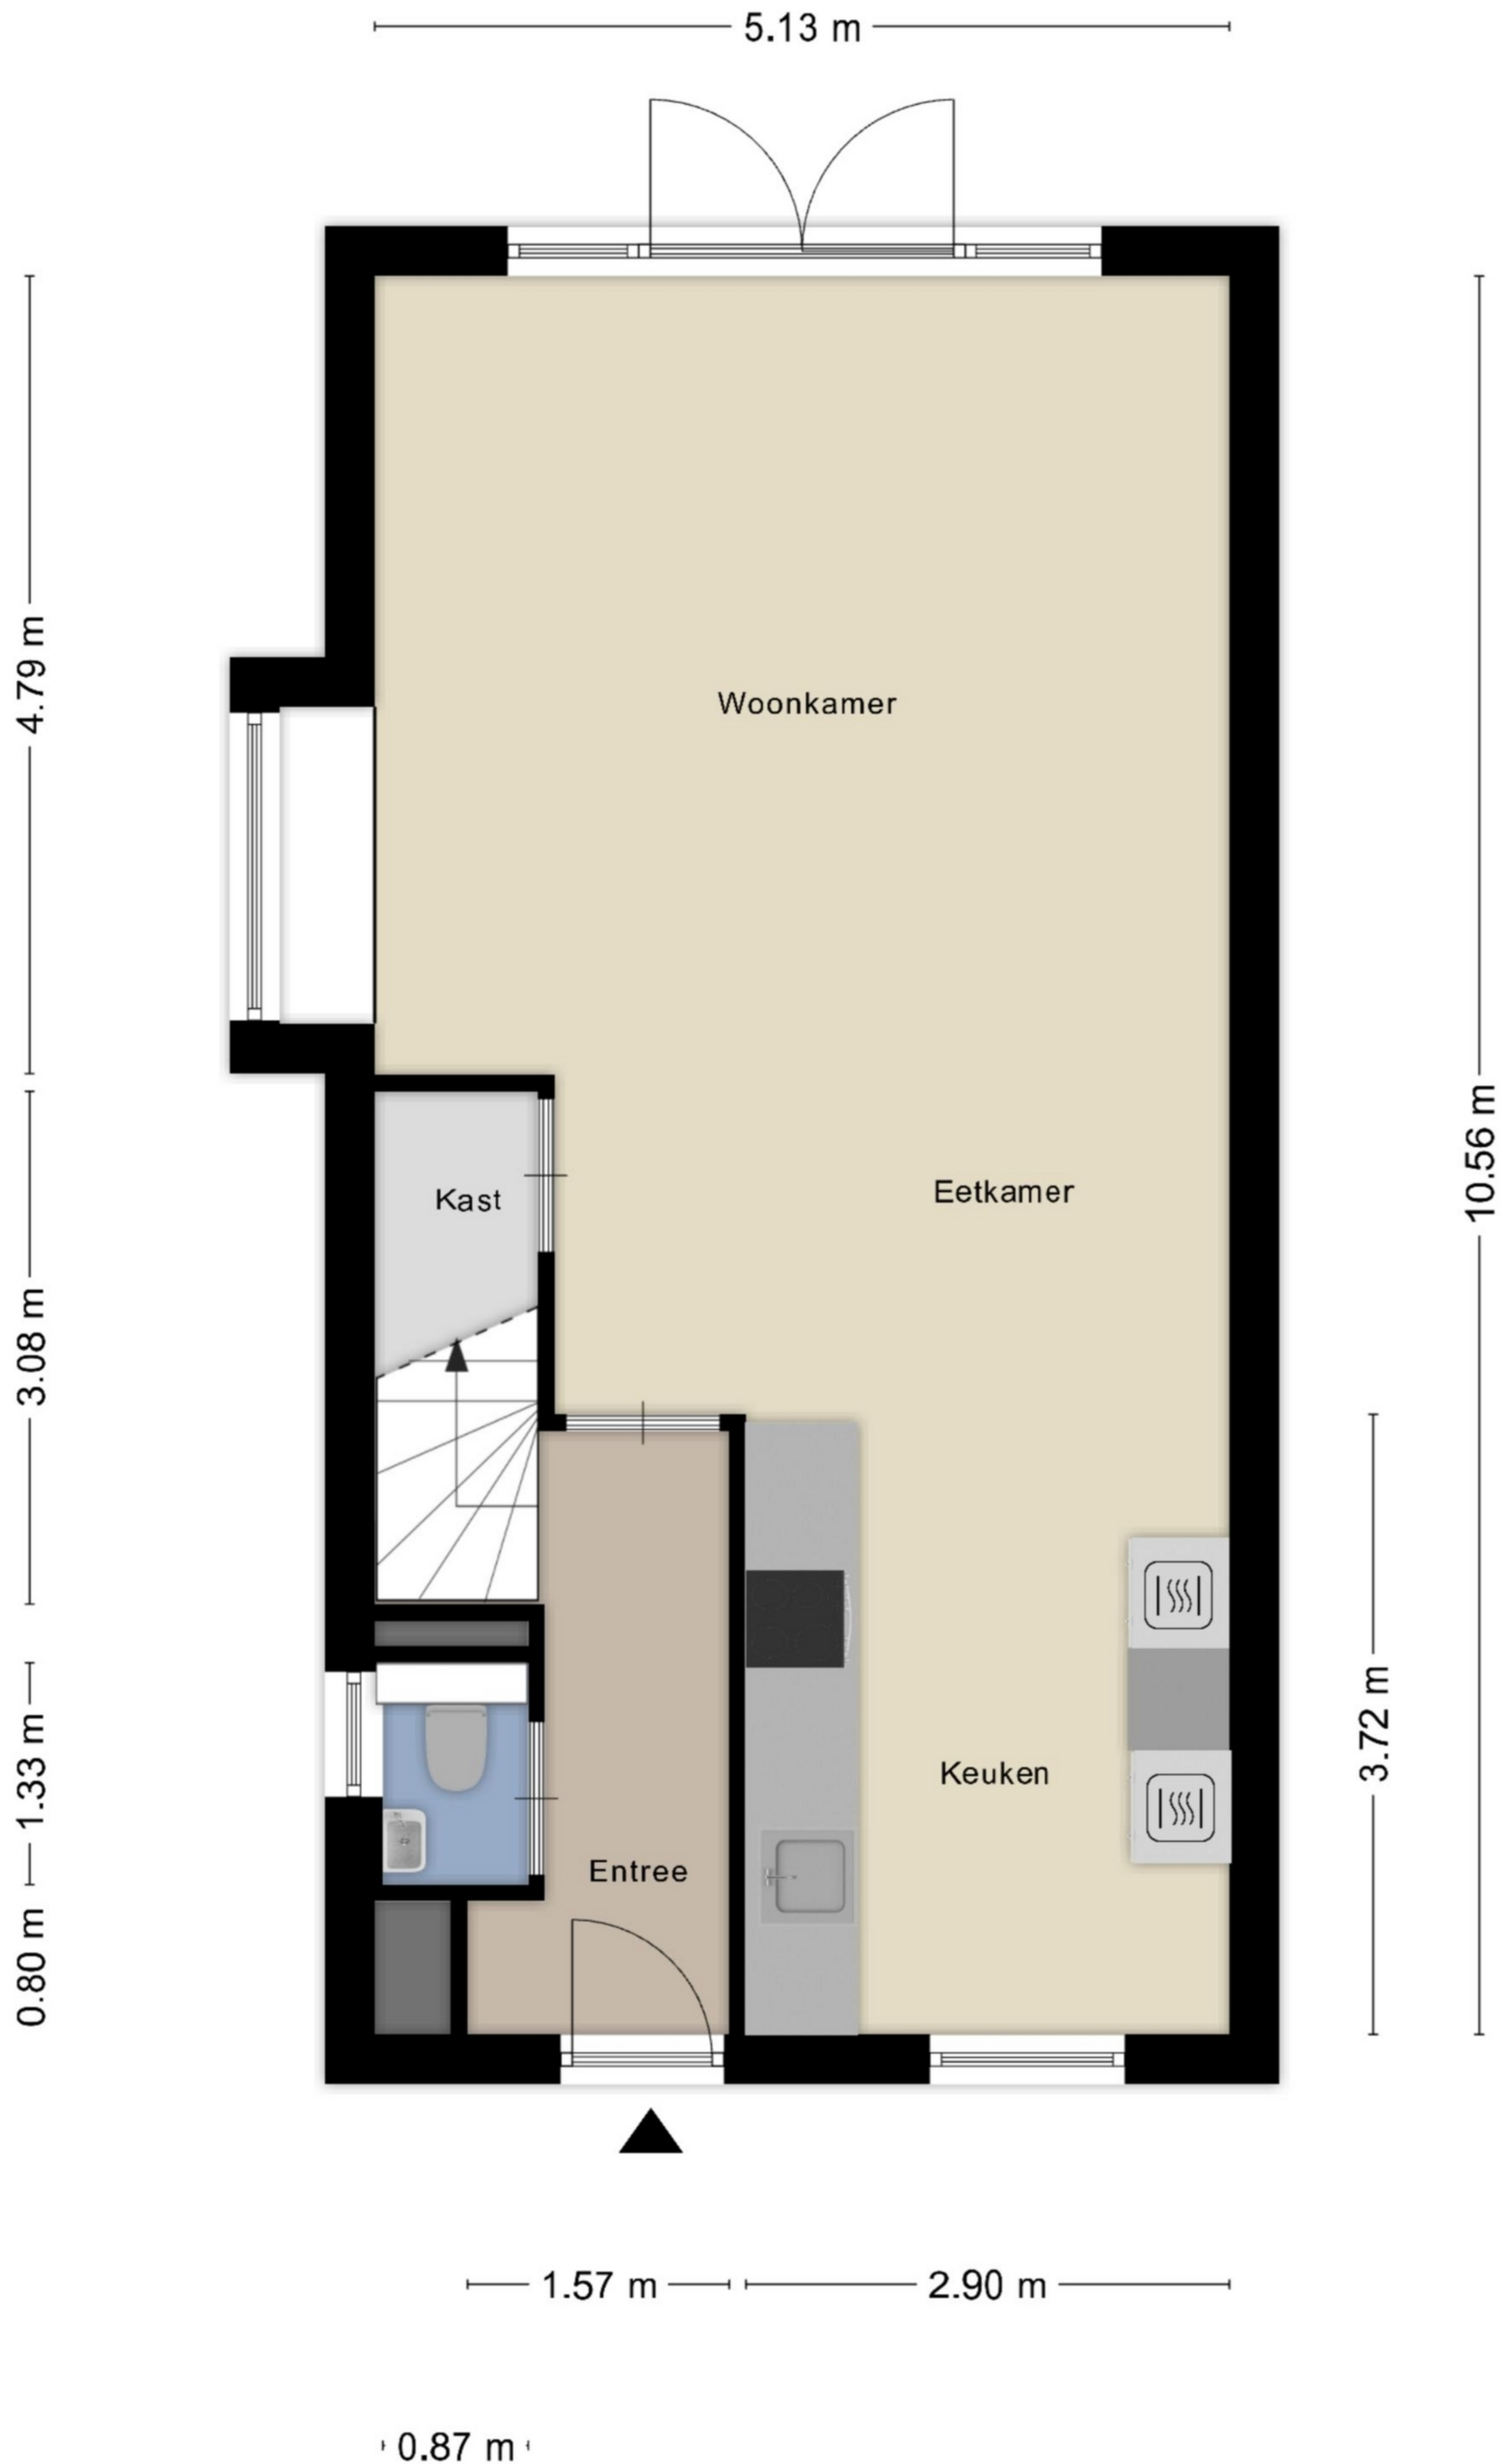 5.13 m
4.79 m
Woonkamer
10.56 m
Kast
Eetkamer
3.08 m
3.72 m
1.33 m
Keuken
Entree
0.80 m
1.57 m
2.90 m
0.87 m